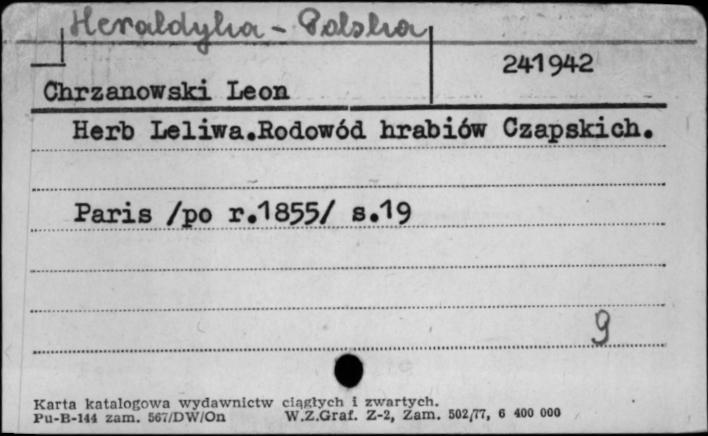 Heraldyka - Polska
241942
Chrzanowski Leon
Herb Leliwa.Rodowód hrabiów Czapskich.
Paris /po r.1855/ s.19
9
Karta katalogowa wydawnictw ciągłych i zwartych.
Pu-B-144 zam. 567/DW/On W.Z.Graf. Z-2, Zam. 502/77, 6 400 000